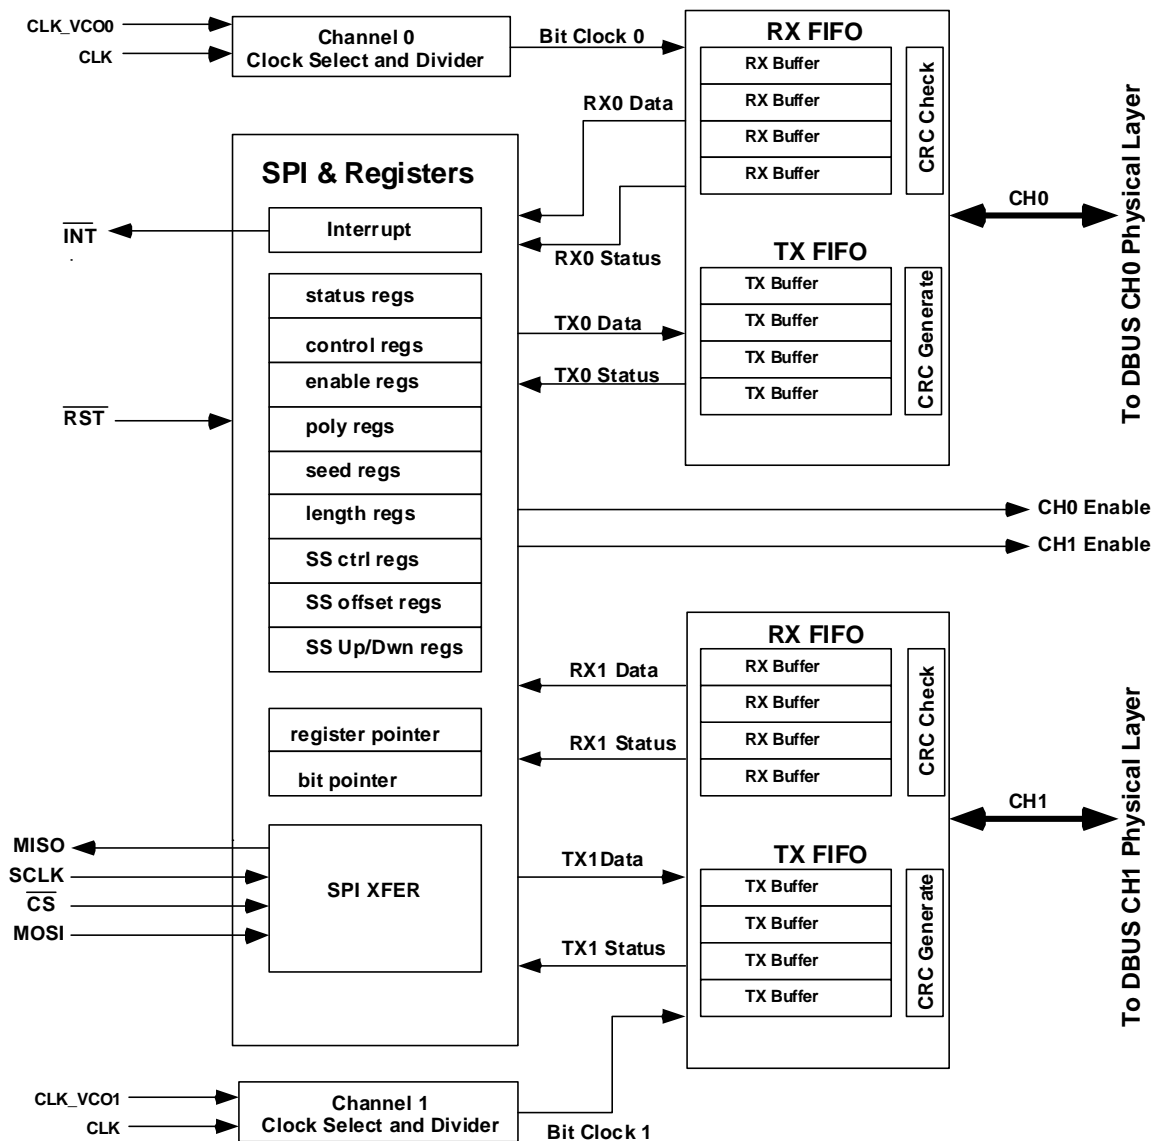 CLK_VCO0
CLK
Channel 0
Clock Select and Divider
Bit Clock 0
RX FIFO
RX Buffer
RX Buffer
RX Buffer
RX Buffer
CRC Check
RX0 Data
RX0 Status
TX FIFO
TX Buffer
TX Buffer
TX Buffer
TX Buffer
CRC Generate
TX0 Data
TX0 Status
CH0
To DBUS CH0 Physical Layer
SPI & Registers
Interrupt
INT
status regs
control regs
enable regs
poly regs
seed regs
length regs
SS ctrl regs
SS offset regs
SS Up/Dwn regs
RST
CH0 Enable
CH1 Enable
register pointer
bit pointer
SPI XFER
MISO
SCLK
CS
MOSI
RX FIFO
RX Buffer
RX Buffer
RX Buffer
RX Buffer
CRC Check
RX1 Data
RX1 Status
TX FIFO
TX Buffer
TX Buffer
TX Buffer
TX Buffer
CRC Generate
TX1Data
TX1 Status
CH1
To DBUS CH1 Physical Layer
CLK_VCO1
CLK
Channel 1
Clock Select and Divider
Bit Clock 1